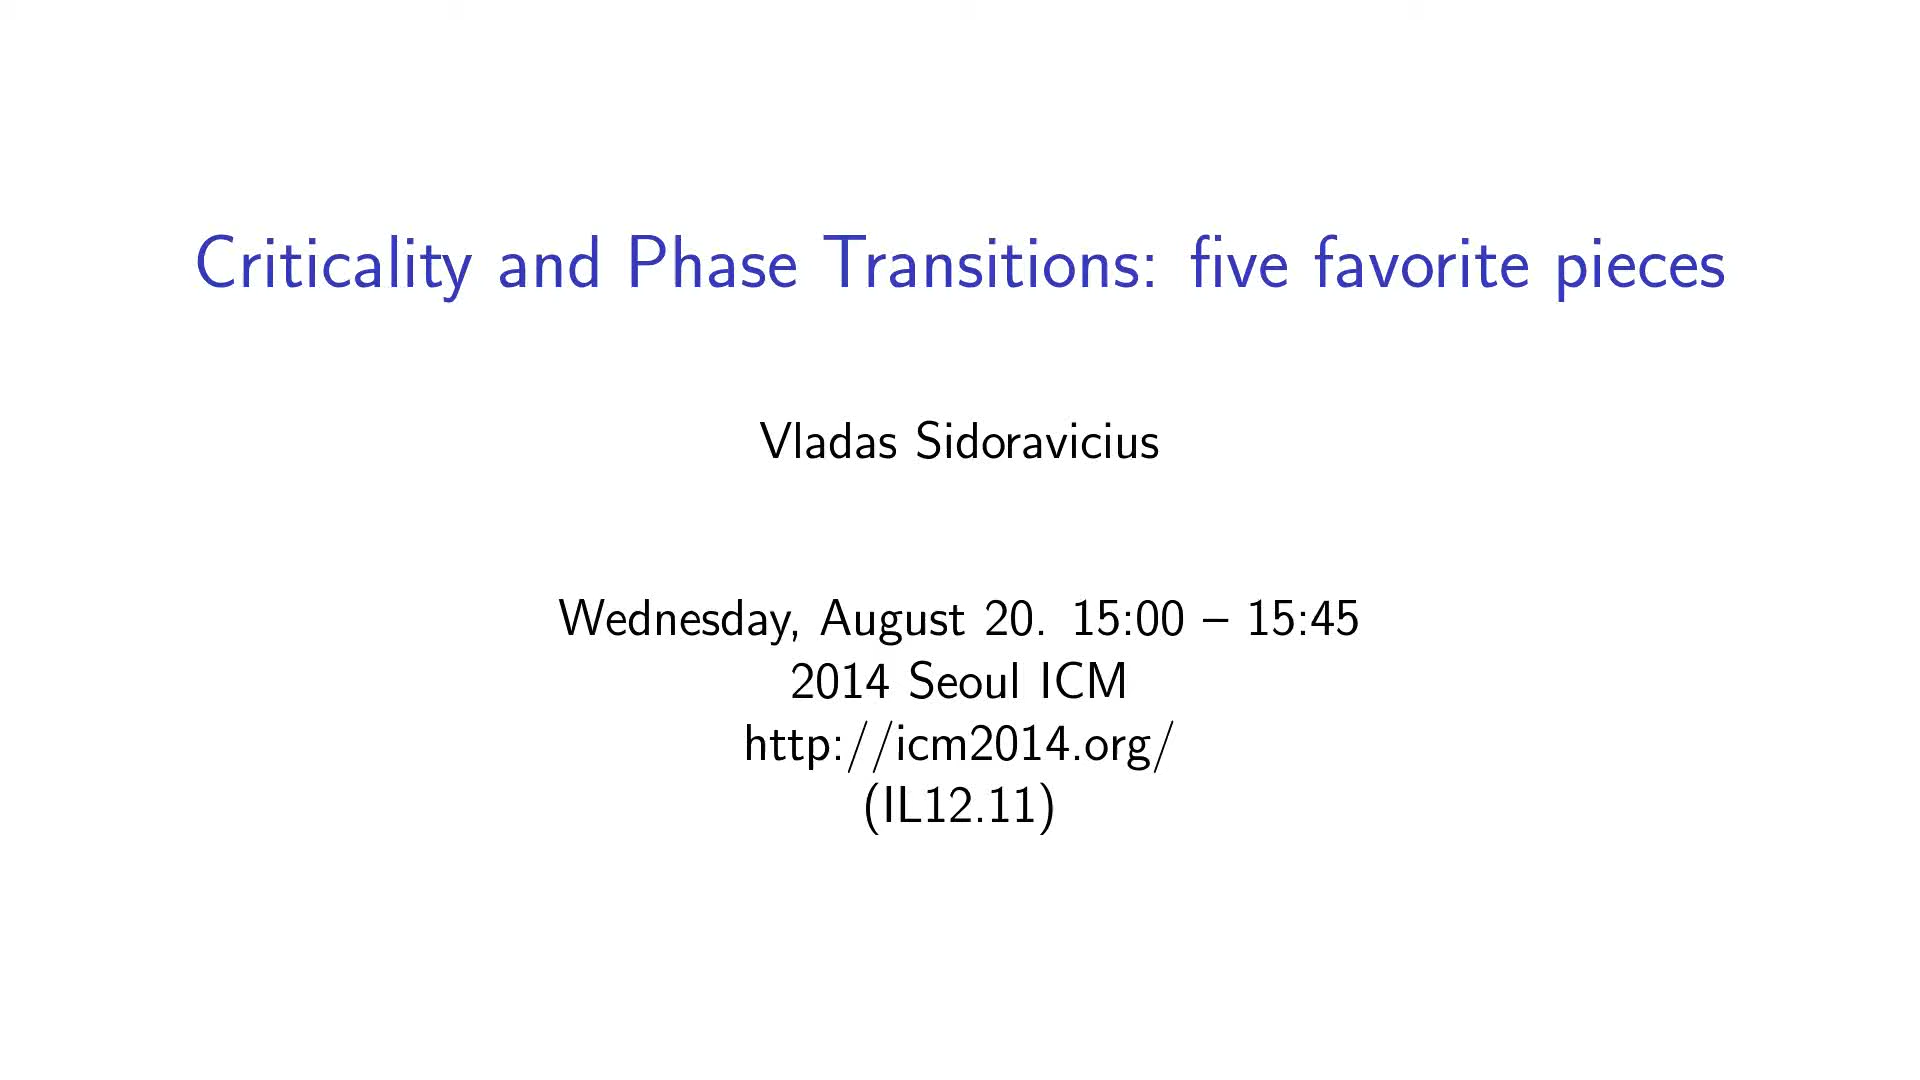 Criticality and Phase Transitions: five favorite pieces
Vladas Sidoravicius
Wednesday, August 20. 15:00 – 15:45
2014 Seoul ICM
http://icm2014.org/
(IL12.11)